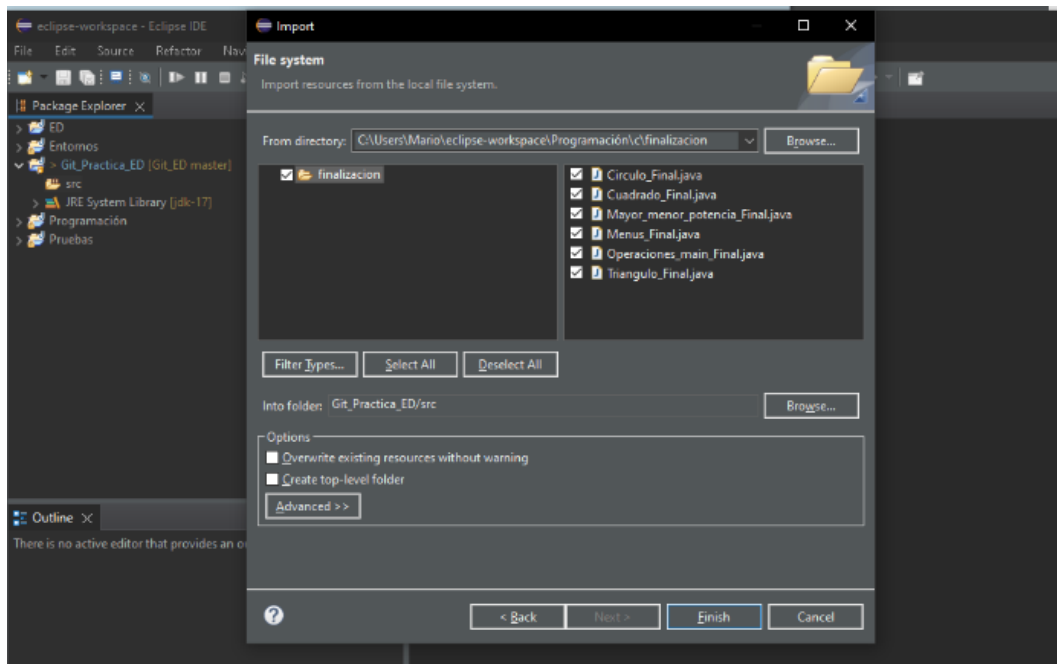 eclipse-workspace - Eclipse IDE
File Edit Source Refactor Nav
Package Explorer
ED
Entornos
> Git_Practica_ED [Git_ED master]
src
JRE System Library [jdk-17]
Programación
Pruebas
Outline
There is no active editor that provides an o
Import
File system
Import resources from the local file system.
From directory: C:\Users\Mario\eclipse-workspace\Programación\c\finalizacion Browse...
finalizacion
Circulo_Final.java
Cuadrado_Final.java
Mayor_menor_potencia_Final.java
Menus_Final.java
Operaciones_main_Final.java
Triangulo_Final.java
Filter Types... Select All Deselect All
Into folder: Git_Practica_ED/src Browse...
Options
Overwrite existing resources without warning
Create top-level folder
Advanced >>
< Back Next > Finish Cancel